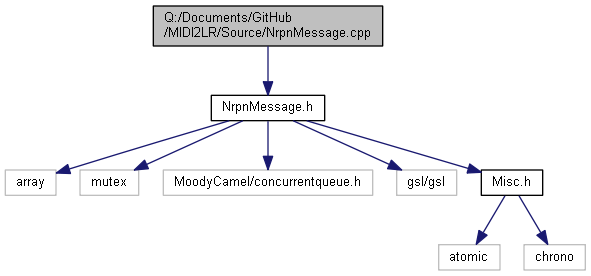 Q:/Documents/GitHub
/MIDI2LR/Source/NrpnMessage.cpp
NrpnMessage.h
array
mutex
MoodyCamel/concurrentqueue.h
gsl/gsl
Misc.h
atomic
chrono